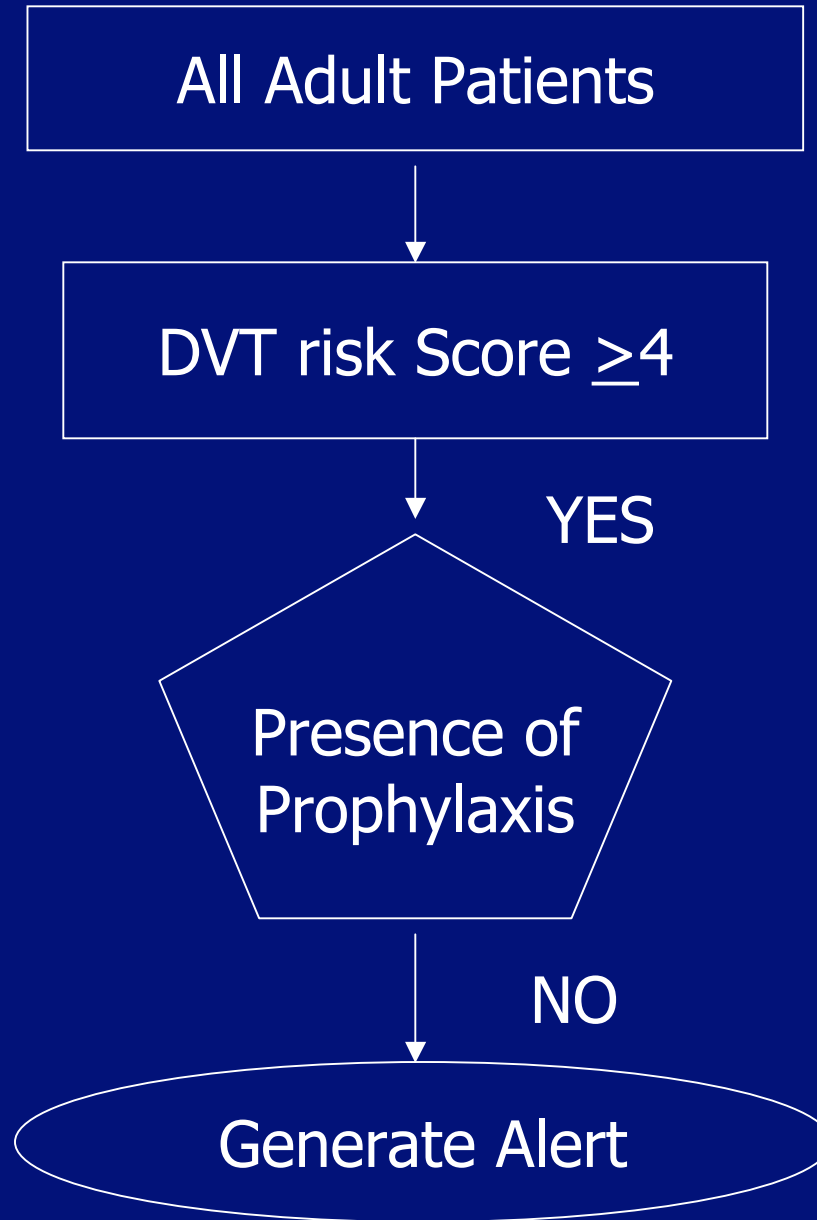 All Adult Patients
DVT risk Score >4
YES
Presence of
Prophylaxis
NO
Generate Alert